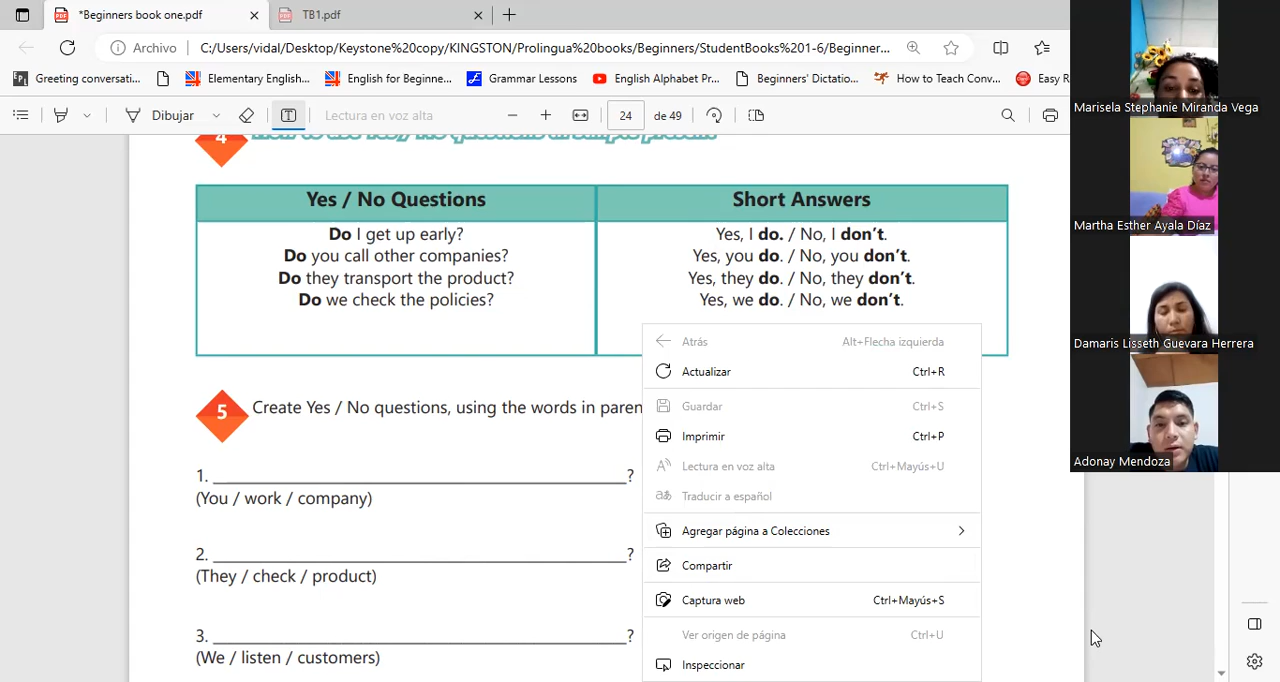 *Beginners book one.pdf
TB1.pdf
Archivo
C:/Users/vidal/Desktop/Keystone%20copy/KINGSTON/Prolingua%20books/Beginners/StudentBooks%201-6/Beginner...
Greeting conversati...
Elementary English...
English for Beginne...
Grammar Lessons
English Alphabet Pr...
Beginners' Dictatio...
How to Teach Conv...
Easy R
Dibujar
Lectura en voz alta
24
de 49
4
Yes / No Questions
Short Answers
Do I get up early?
Yes, I do. / No, I don't.
Do you call other companies?
Yes, you do. / No, you don't.
Do they transport the product?
Yes, they do. / No, they don't.
Do we check the policies?
Yes, we do. / No, we don't.
5
Create Yes / No questions, using the words in paren
1. ?
(You / work / company)
2. ?
(They / check / product)
3. ?
(We / listen / customers)
Atrás
Alt+Flecha izquierda
Actualizar
Ctrl+R
Guardar
Ctrl+S
Imprimir
Ctrl+P
Lectura en voz alta
Ctrl+Mayús+U
Traducir a español
Agregar página a Colecciones
Compartir
Captura web
Ctrl+Mayús+S
Ver origen de página
Ctrl+U
Inspeccionar
Marisela Stephanie Miranda Vega
Martha Esther Ayala Díaz
Damaris Lisseth Guevara Herrera
Adonay Mendoza